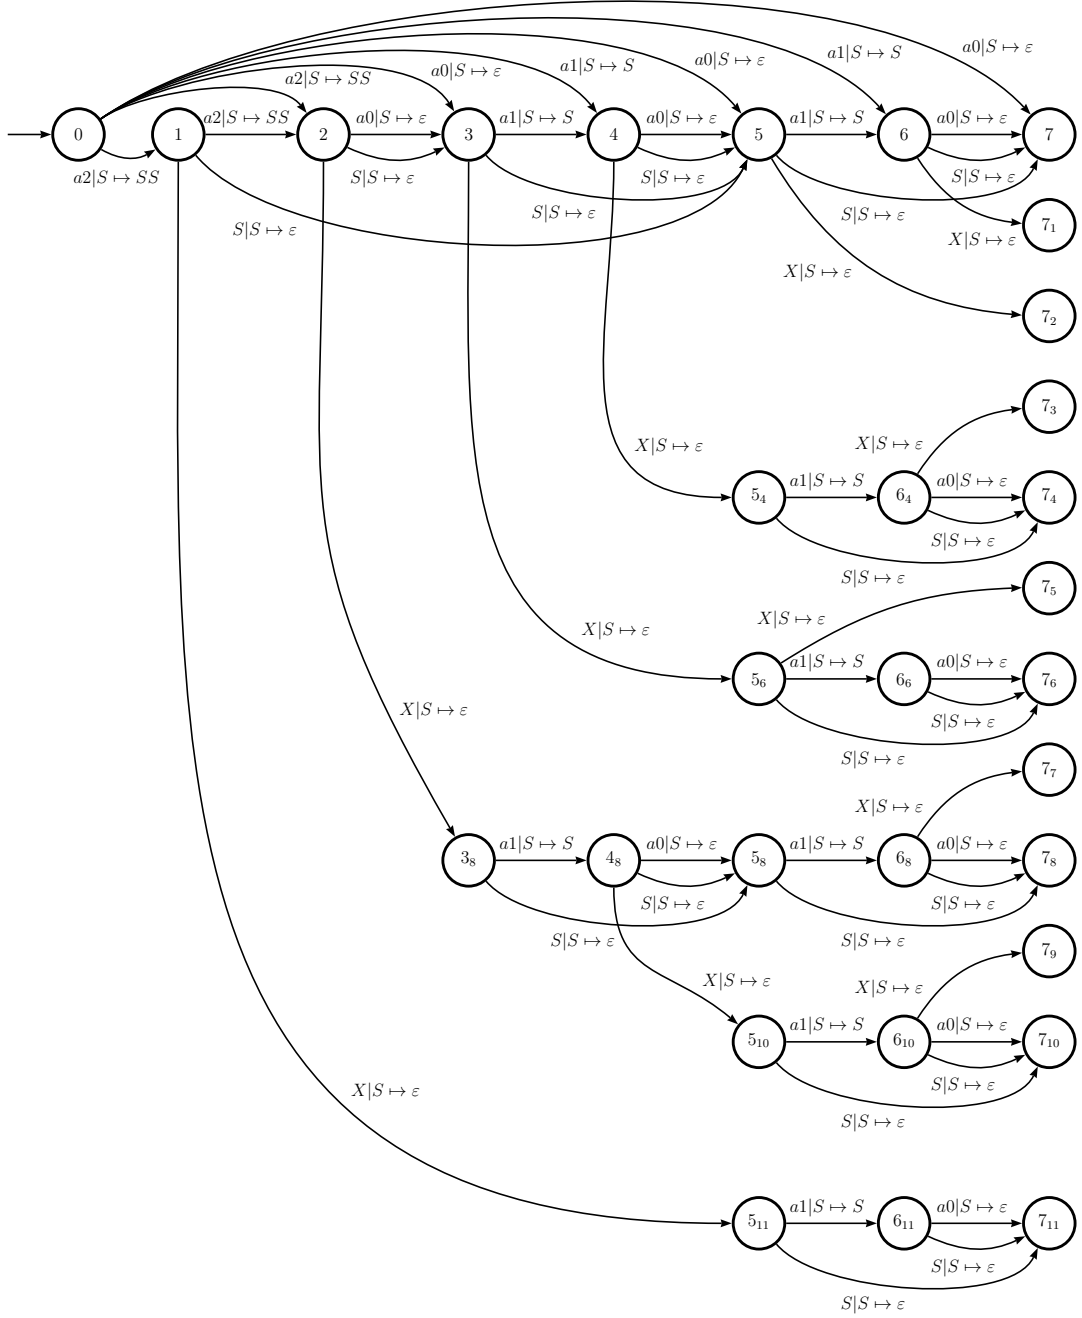 a0|S ↦ ε
a1|S ↦ S
a0|S ↦ ε
a1|S ↦ S
a0|S ↦ ε
a2|S ↦ SS
0 1 a2|S ↦ SS 2 a0|S ↦ ε 3 a1|S ↦ S 4 a0|S ↦ ε 5 a1|S ↦ S 6 a0|S ↦ ε 7
a2|S ↦ SS S|S ↦ ε S|S ↦ ε S|S ↦ ε
S|S ↦ ε S|S ↦ ε S|S ↦ ε
X|S ↦ ε 7₁
X|S ↦ ε
7₂
7₃
X|S ↦ ε X|S ↦ ε
5₄ a1|S ↦ S 6₄ a0|S ↦ ε 7₄
S|S ↦ ε
S|S ↦ ε
7₅
X|S ↦ ε X|S ↦ ε
5₆ a1|S ↦ S 6₆ a0|S ↦ ε 7₆
X|S ↦ ε S|S ↦ ε
S|S ↦ ε
7₇
X|S ↦ ε
3₈ a1|S ↦ S 4₈ a0|S ↦ ε 5₈ a1|S ↦ S 6₈ a0|S ↦ ε 7₈
S|S ↦ ε S|S ↦ ε
S|S ↦ ε S|S ↦ ε
7₉
X|S ↦ ε X|S ↦ ε
5₁₀ a1|S ↦ S 6₁₀ a0|S ↦ ε 7₁₀
X|S ↦ ε S|S ↦ ε
S|S ↦ ε
5₁₁ a1|S ↦ S 6₁₁ a0|S ↦ ε 7₁₁
S|S ↦ ε
S|S ↦ ε